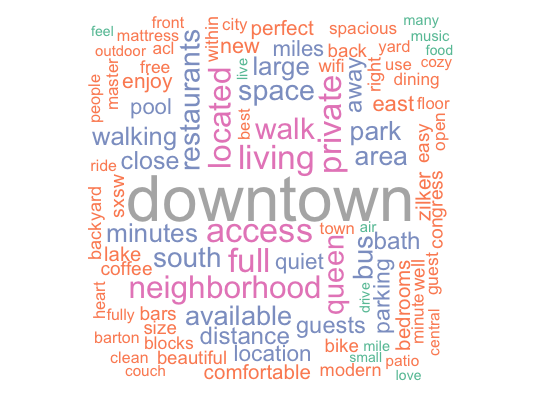 feel
front
city
perfect
spacious
many
music
mattress
restaurants
within
new
miles
back
yard
food
outdoor
acl
free
live
large
wifi
away
right
use
cozy
people
master
enjoy
located
space
private
dining
pool
best
walk
park
east
floor
walking
close
living
area
easy
open
ride
sxsw
downtown
zilker
congress
backyard
minutes
access
town
air
bath
lake
south
full
quiet
queen
bus
coffee
neighborhood
drive
parking
bedrooms
minute
well
guest
heart
fully
bars
available
guests
central
size
distance
bike
mile
barton
blocks
location
small
patio
clean
beautiful
comfortable
modern
love
couch